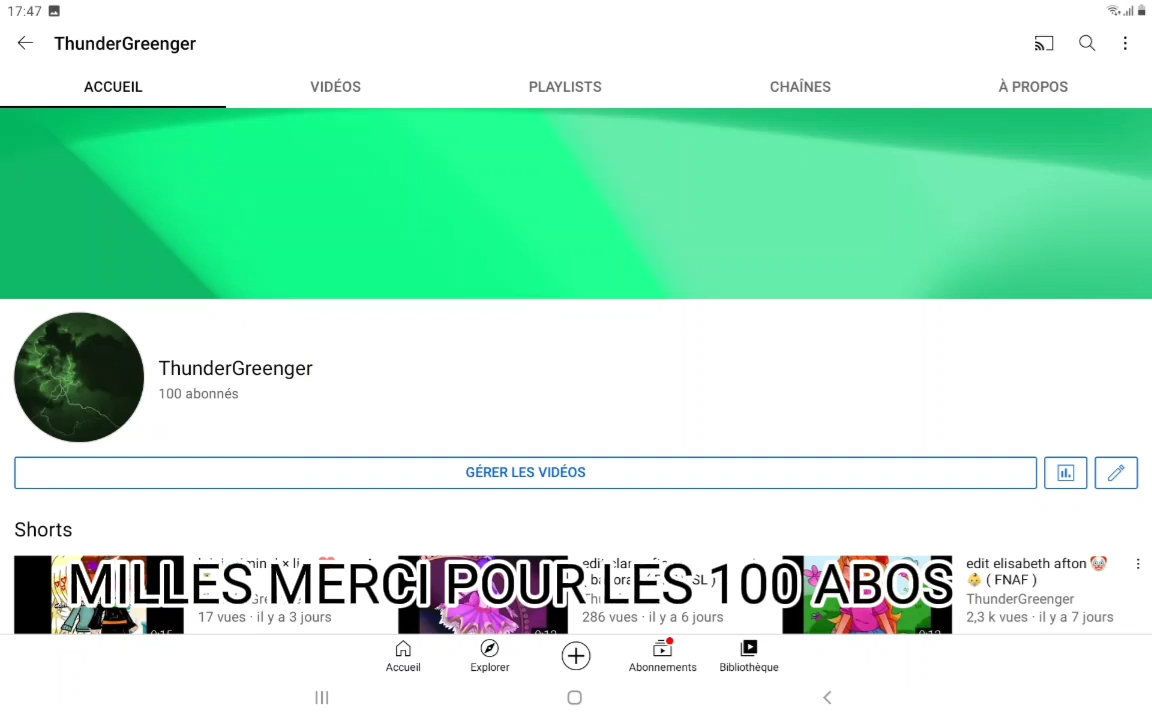 17:47
ThunderGreenger
ACCUEIL
VIDÉOS
PLAYLISTS
CHAÎNES
À PROPOS
ThunderGreenger
100 abonnés
GÉRER LES VIDÉOS
Shorts
edit elisabeth afton 🤡
👶 ( FNAF )
MILLES MERCI POUR LES 100 ABOS
ThunderGreenger
17 vues · il y a 3 jours
286 vues · il y a 6 jours
2,3 k vues · il y a 7 jours
Accueil
Explorer
Abonnements
Bibliothèque